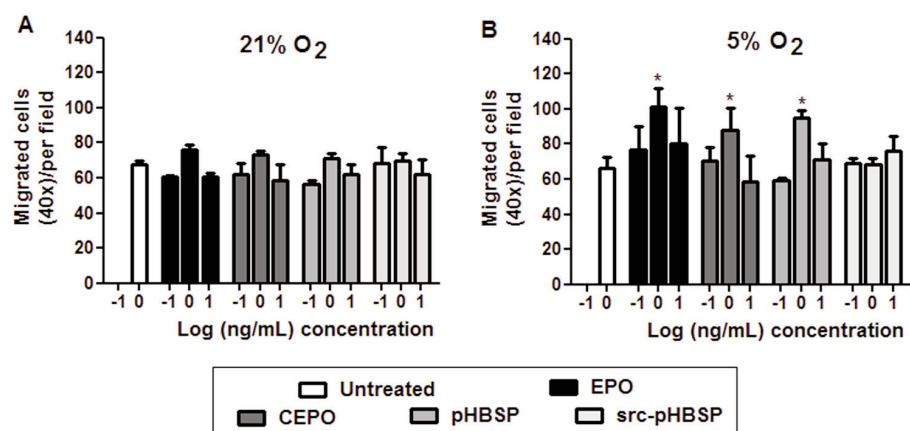 A
21% O2
Migrated cells
(40x)/per field
140
120
100
80
60
40
20
0
-1 0 -1 0 1 -1 0 1 -1 0 1 -1 0 1
Log (ng/mL) concentration
B
5% O2
Migrated cells
(40x)/per field
140
120
100
80
60
40
20
0
* * *
-1 0 -1 0 1 -1 0 1 -1 0 1 -1 0 1
Log (ng/mL) concentration
Untreated EPO
CEPO pHBSP src-pHBSP